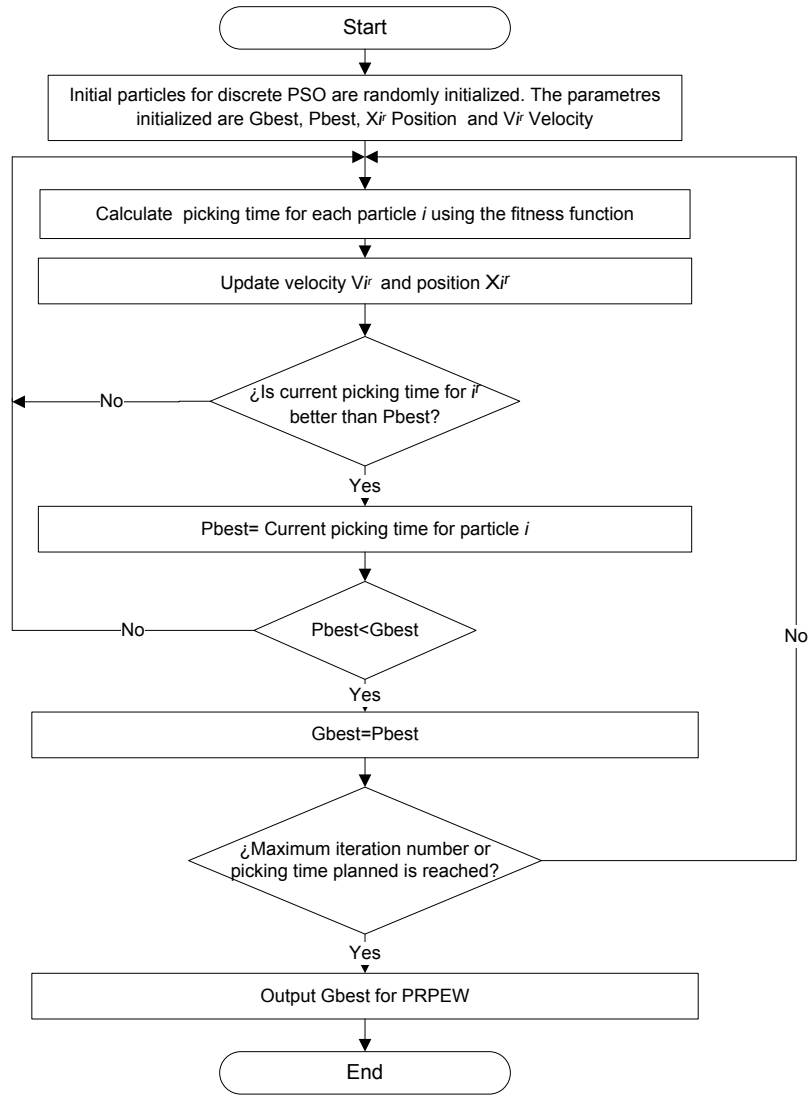 Start
Initial particles for discrete PSO are randomly initialized. The parametres
initialized are Gbest, Pbest, Xiʳ Position and Viʳ Velocity
Calculate picking time for each particle i using the fitness function
Update velocity Viʳ and position Xiʳ
¿Is current picking time for iʳ
better than Pbest?
No
Yes
Pbest= Current picking time for particle i
Pbest<Gbest
No
No
Yes
Gbest=Pbest
¿Maximum iteration number or
picking time planned is reached?
Yes
Output Gbest for PRPEW
End